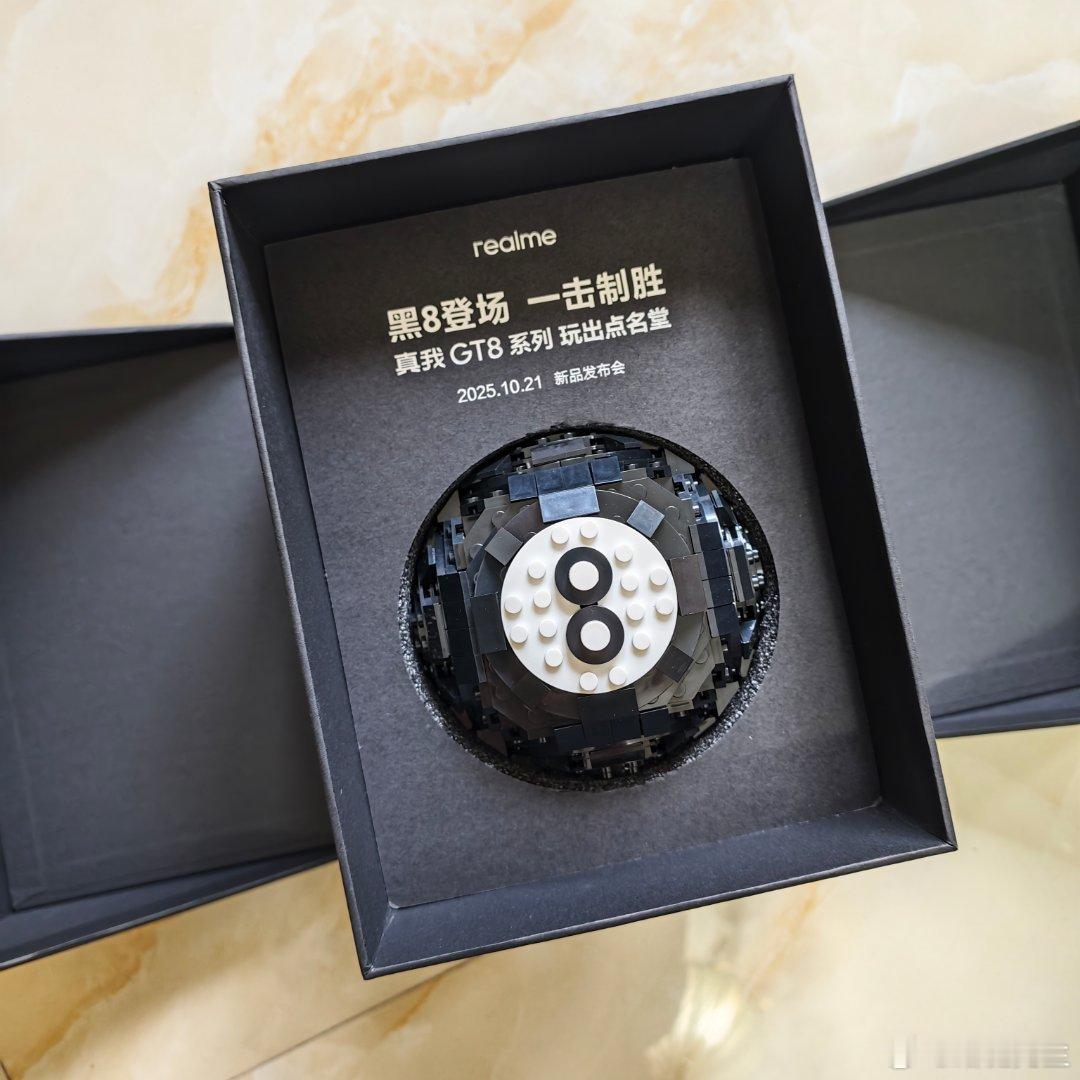 realme
黑8登场 一击制胜
真我 GT8 系列 玩出点名堂
2025.10.21 新品发布会
8